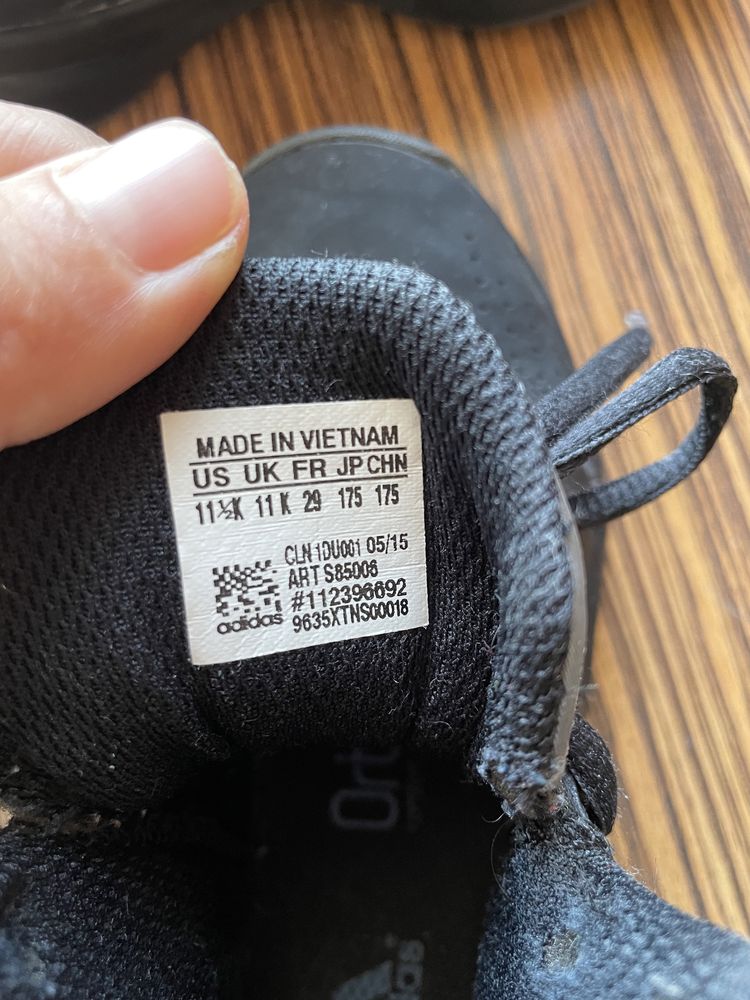 MADE IN VIETNAM
US UK FR JP CHN
11½K 11 K 29 175 175
CLN 1DU001 05/15
ART S85006
#112396692
adidas 9635XTNS00018
Ort